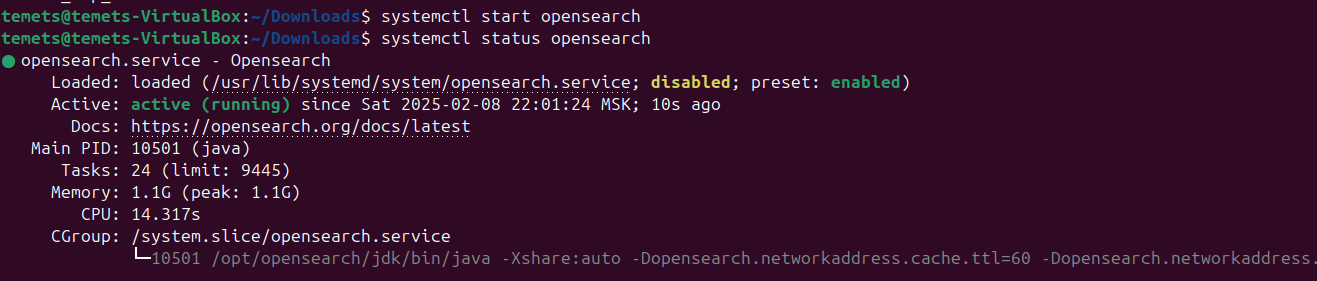 temets@temets-VirtualBox:~/Downloads$ systemctl start opensearch
temets@temets-VirtualBox:~/Downloads$ systemctl status opensearch
● opensearch.service - Opensearch
Loaded: loaded (/usr/lib/systemd/system/opensearch.service; disabled; preset: enabled)
Active: active (running) since Sat 2025-02-08 22:01:24 MSK; 10s ago
Docs: https://opensearch.org/docs/latest
Main PID: 10501 (java)
Tasks: 24 (limit: 9445)
Memory: 1.1G (peak: 1.1G)
CPU: 14.317s
CGroup: /system.slice/opensearch.service
└─10501 /opt/opensearch/jdk/bin/java -Xshare:auto -Dopensearch.networkaddress.cache.ttl=60 -Dopensearch.networkaddress.